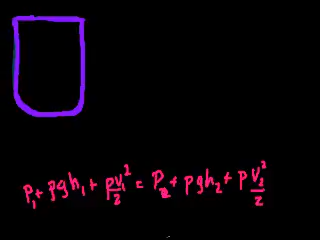 P₁ + ρgh₁ + ρv₁²/2 = P₂ + ρgh₂ + ρV₂²/2